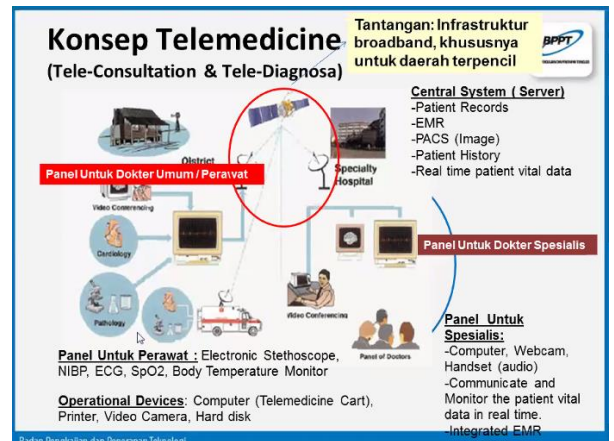 Konsep Telemedicine
(Tele-Consultation & Tele-Diagnosa)
Tantangan: Infrastruktur
broadband, khususnya
untuk daerah terpencil
BPPT
Central System ( Server)
-Patient Records
-EMR
-PACS (Image)
-Patient History
-Real time patient vital data
District
Specialty
Hospital
Panel Untuk Dokter Umum / Perawat
Video Conferencing
Cardiology
Pathology
Panel Untuk Dokter Spesialis
Video Conferencing
Panel of Doctors
Panel Untuk Perawat : Electronic Stethoscope,
NIBP, ECG, SpO2, Body Temperature Monitor
Operational Devices: Computer (Telemedicine Cart),
Printer, Video Camera, Hard disk
Panel Untuk
Spesialis:
-Computer, Webcam,
Handset (audio)
-Communicate and
Monitor the patient vital
data in real time.
-Integrated EMR
Badan Pengkajian dan Penerapan Teknologi